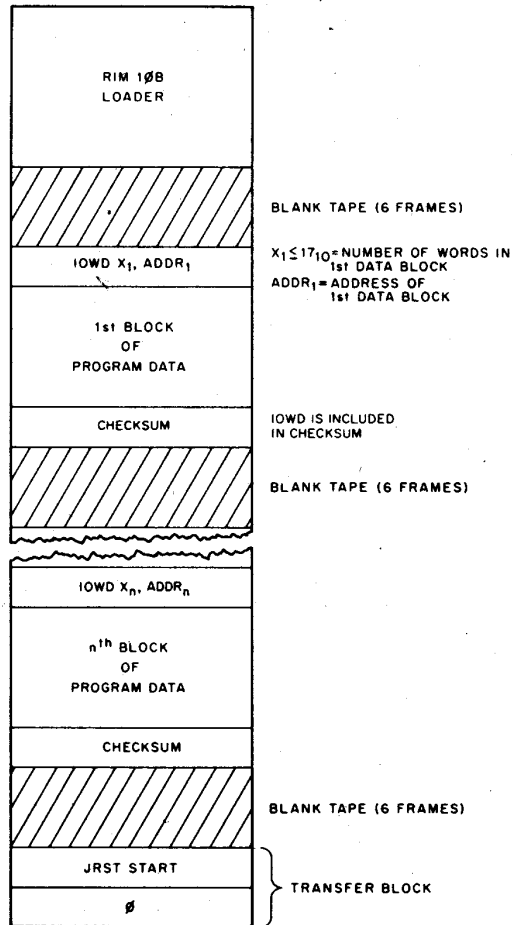 RIM 1ØB
LOADER
BLANK TAPE (6 FRAMES)
IOWD X₁, ADDR₁
X₁ ≤ 17₁₀ = NUMBER OF WORDS IN
1st DATA BLOCK
ADDR₁ = ADDRESS OF
1st DATA BLOCK
1st BLOCK
OF
PROGRAM DATA
CHECKSUM
IOWD IS INCLUDED
IN CHECKSUM
BLANK TAPE (6 FRAMES)
IOWD Xₙ, ADDRₙ
nᵗʰ BLOCK
OF
PROGRAM DATA
CHECKSUM
BLANK TAPE (6 FRAMES)
JRST START
Ø
TRANSFER BLOCK